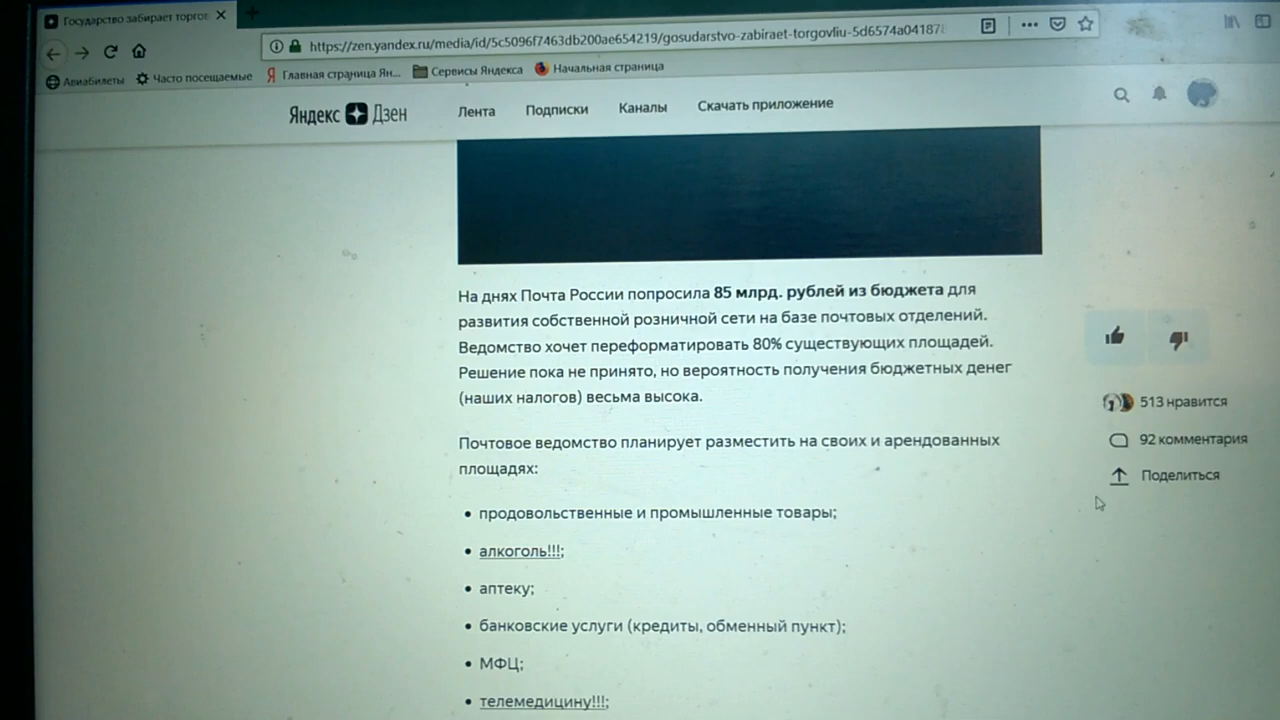 Государство забирает торгов
https://zen.yandex.ru/media/id/5c5096f7463db200ae654219/gosudarstvo-zabiraet-torgovliu-5d6574a04187
Авиабилеты Часто посещаемые Главная страница Ян... Сервисы Яндекса Начальная страница
Яндекс Дзен Лента Подписки Каналы Скачать приложение
На днях Почта России попросила 85 млрд. рублей из бюджета для
развития собственной розничной сети на базе почтовых отделений.
Ведомство хочет переформатировать 80% существующих площадей.
Решение пока не принято, но вероятность получения бюджетных денег
(наших налогов) весьма высока.
Почтовое ведомство планирует разместить на своих и арендованных
площадях:
• продовольственные и промышленные товары;
• алкоголь!!!;
• аптеку;
• банковские услуги (кредиты, обменный пункт);
• МФЦ;
• телемедицину!!!;
513 нравится
92 комментария
Поделиться